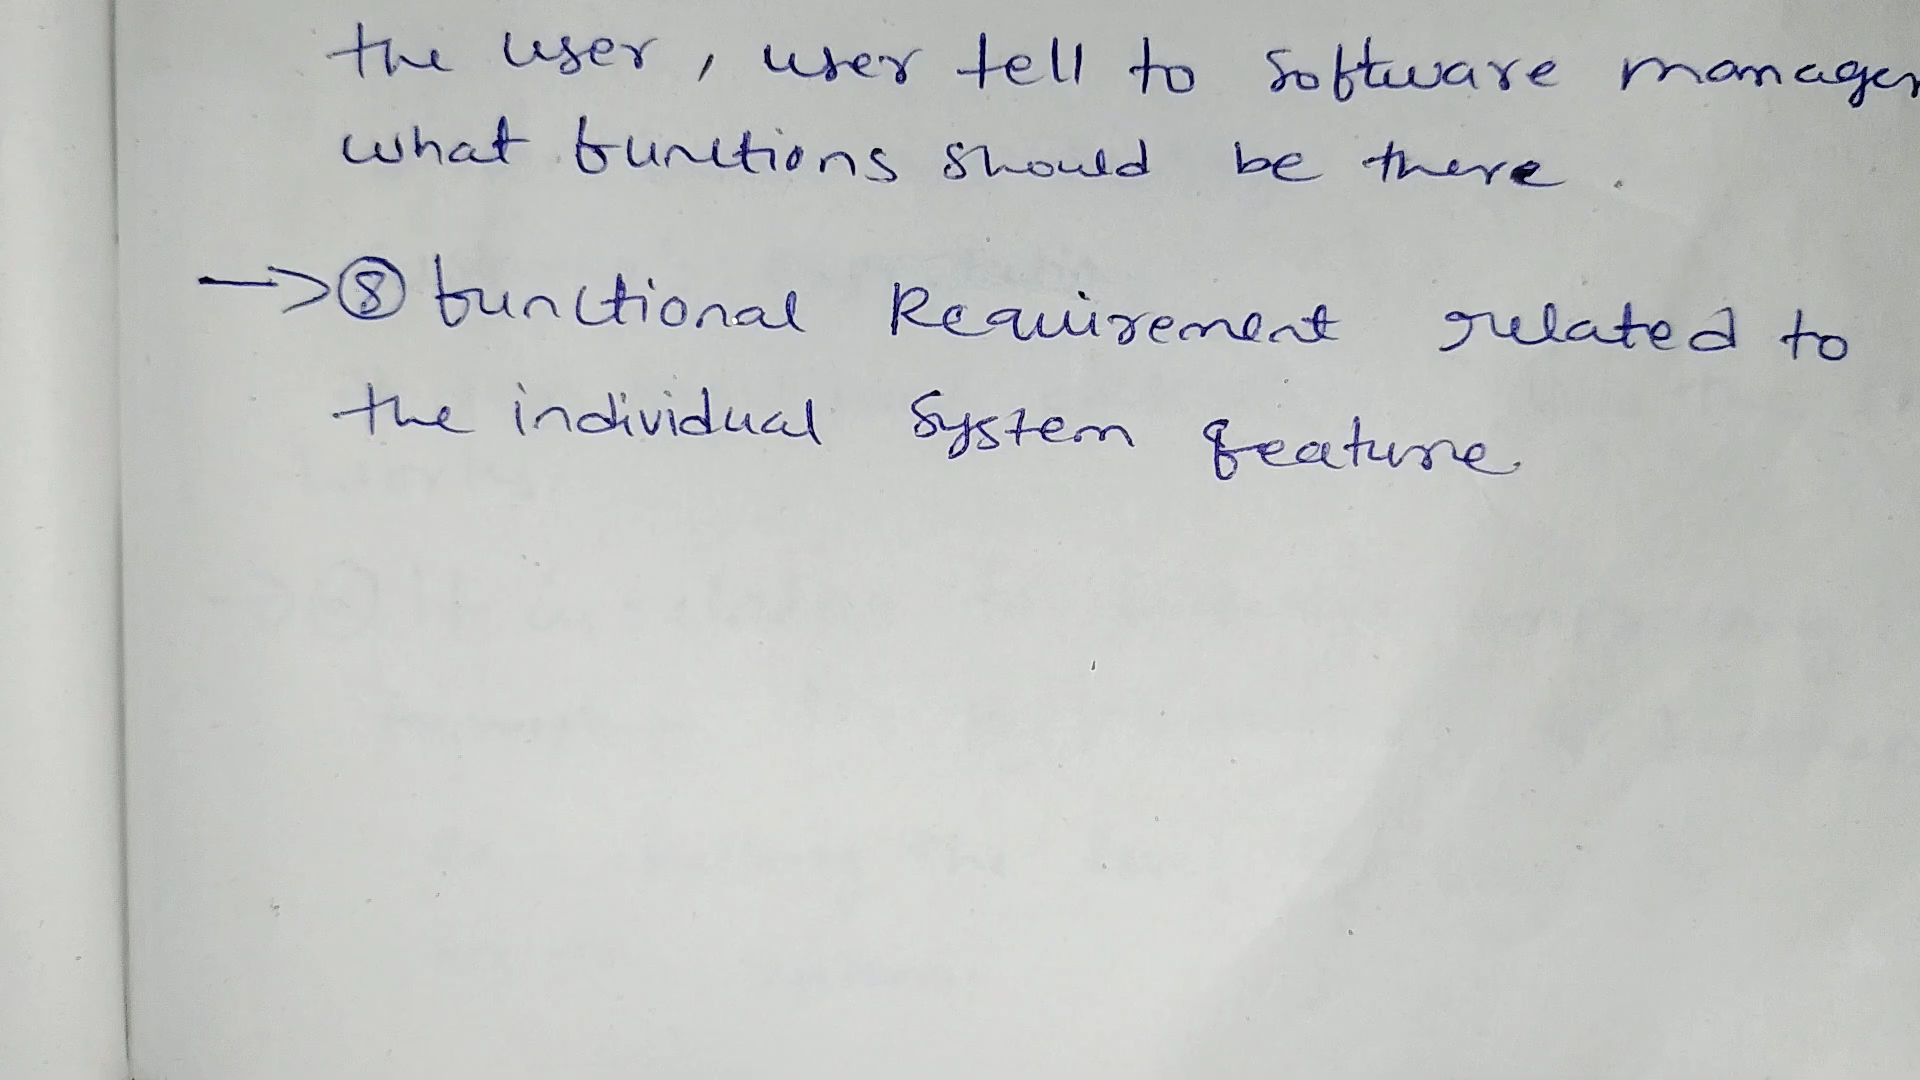 the user, user tell to software manager
what functions should be there.
→ ⑧ functional Requirement related to
the individual System feature